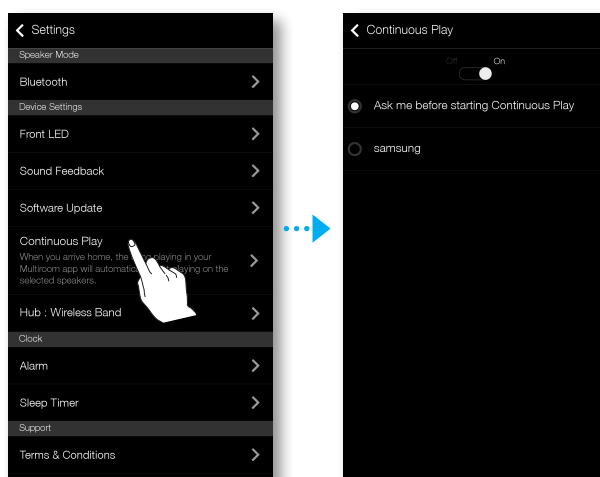 Settings
Speaker Mode
Bluetooth
Device Settings
Front LED
Sound Feedback
Software Update
Continuous Play
When you arrive home, the playing in your
Multiroom app will automatic playing on the
selected speakers.
Hub : Wireless Band
Clock
Alarm
Sleep Timer
Support
Terms & Conditions
Continuous Play
Off On
Ask me before starting Continuous Play
samsung